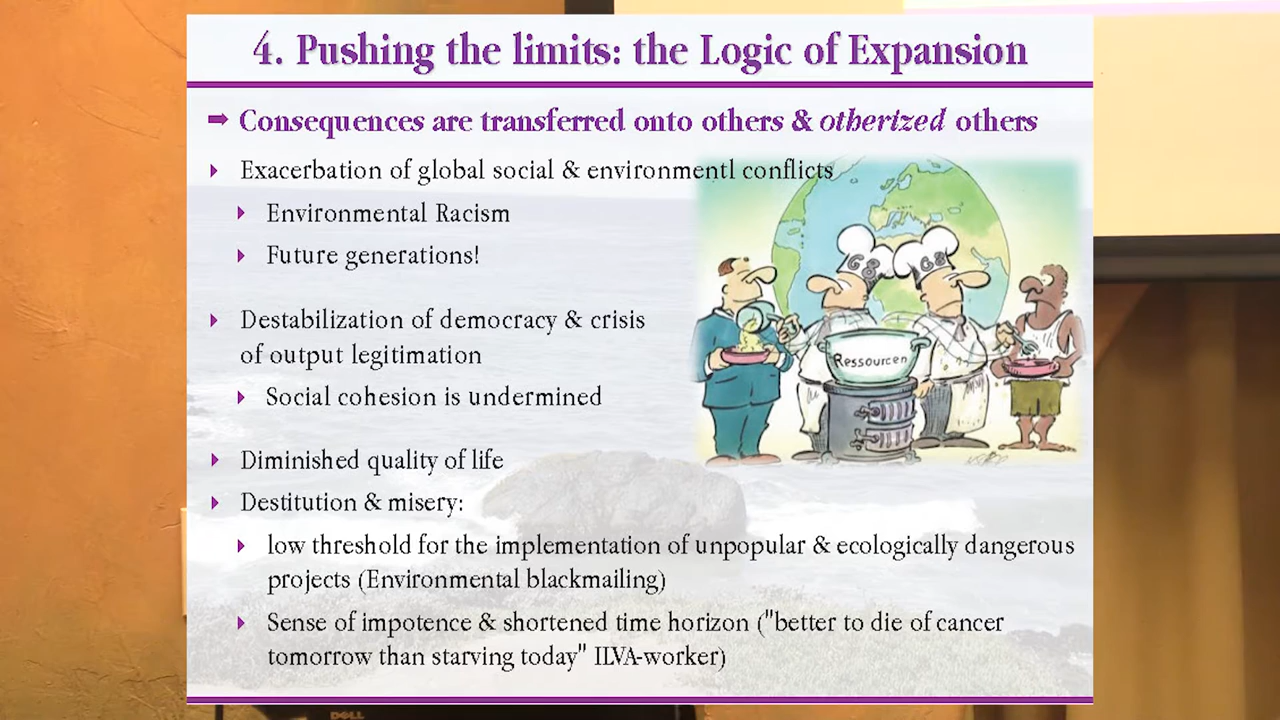 4. Pushing the limits: the Logic of Expansion
➡ Consequences are transferred onto others & otherized others
Exacerbation of global social & environmentl conflicts
Environmental Racism
Future generations!
Destabilization of democracy & crisis
of output legitimation
Social cohesion is undermined
G8 G8
Ressourcen
Diminished quality of life
Destitution & misery:
low threshold for the implementation of unpopular & ecologically dangerous
projects (Environmental blackmailing)
Sense of impotence & shortened time horizon ("better to die of cancer
tomorrow than starving today" IILVA-worker)
DELL